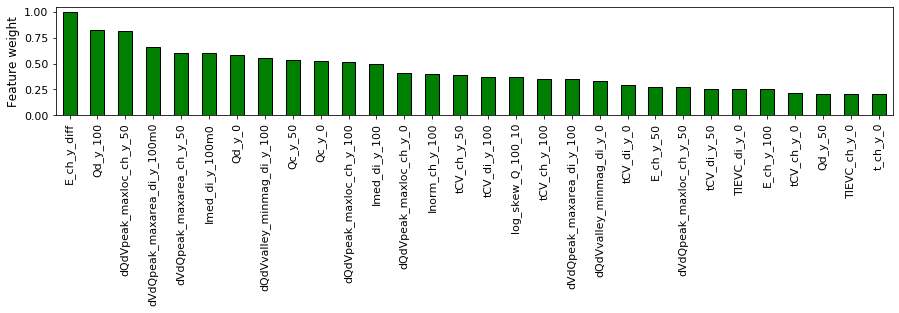 Feature weight
1.00
0.75
0.50
0.25
0.00
E_ch_y_diff
Qd_y_100
dQdVpeak_maxloc_ch_y_50
dVdQpeak_maxarea_di_y_100m0
dVdQpeak_maxarea_ch_y_50
Imed_di_y_100m0
Qd_y_0
dQdVvalley_minmag_di_y_100
Qc_y_50
Qc_y_0
dQdVpeak_maxloc_ch_y_100
Imed_di_y_100
dQdVpeak_maxloc_ch_y_0
Inorm_ch_y_100
tCV_ch_y_50
tCV_di_y_100
log_skew_Q_100_10
tCV_ch_y_100
dVdQpeak_maxarea_di_y_100
dQdVvalley_minmag_di_y_0
tCV_di_y_0
E_ch_y_50
dVdQpeak_maxloc_ch_y_50
tCV_di_y_50
TIEVC_di_y_0
E_ch_y_100
tCV_ch_y_0
Qd_y_50
TIEVC_ch_y_0
t_ch_y_0